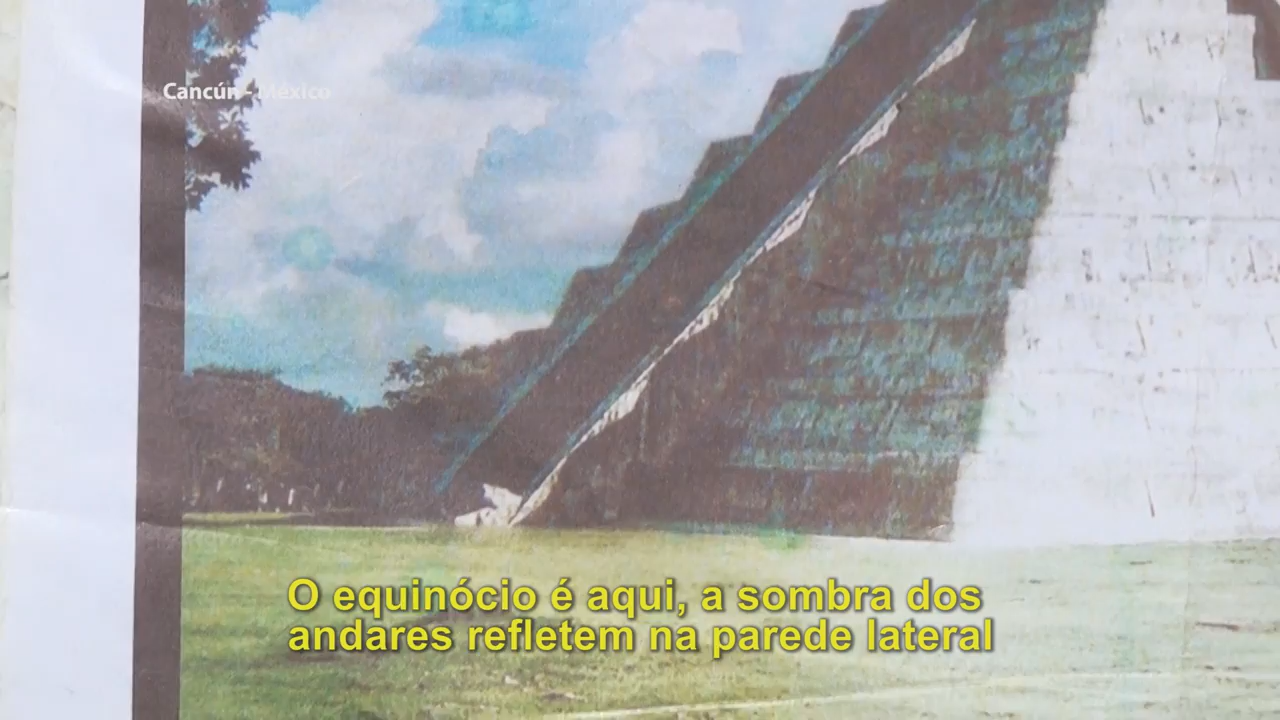 Cancún - México
O equinócio é aqui, a sombra dos
andares refletem na parede lateral